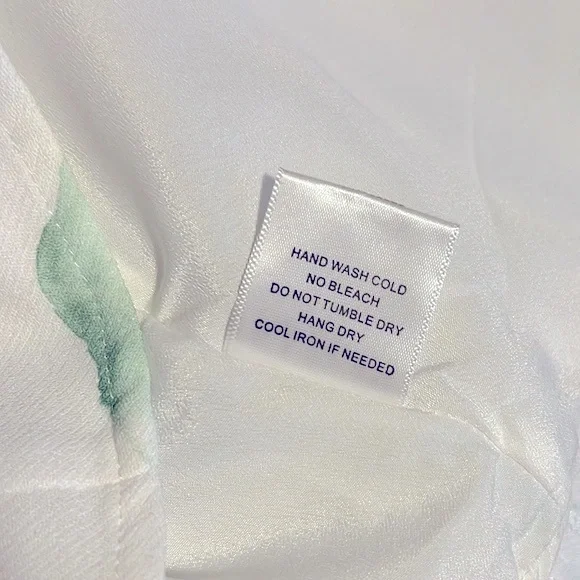 HAND WASH COLD
NO BLEACH
DO NOT TUMBLE DRY
HANG DRY
COOL IRON IF NEEDED